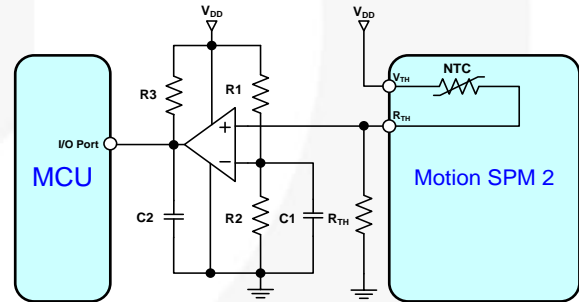 VDD
VDD
R3
R1
NTC
VTH
RTH
I/O Port
MCU
Motion SPM 2
C2
R2
C1
RTH